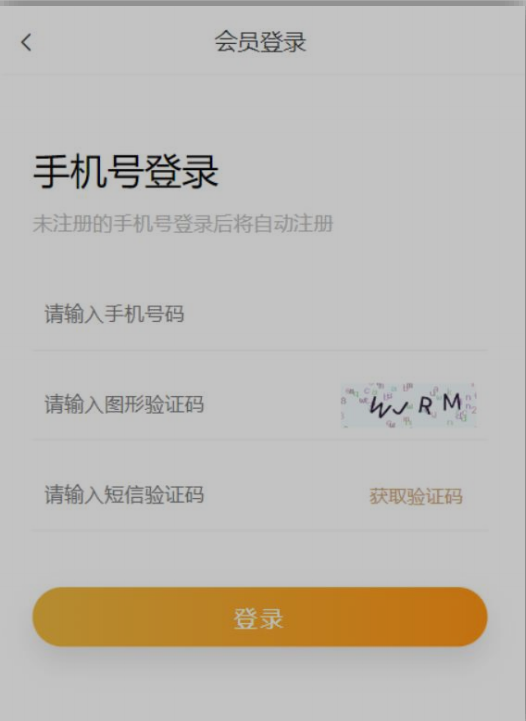 会员登录
手机号登录
未注册的手机号登录后将自动注册
请输入手机号码
请输入图形验证码
请输入短信验证码 获取验证码
登录